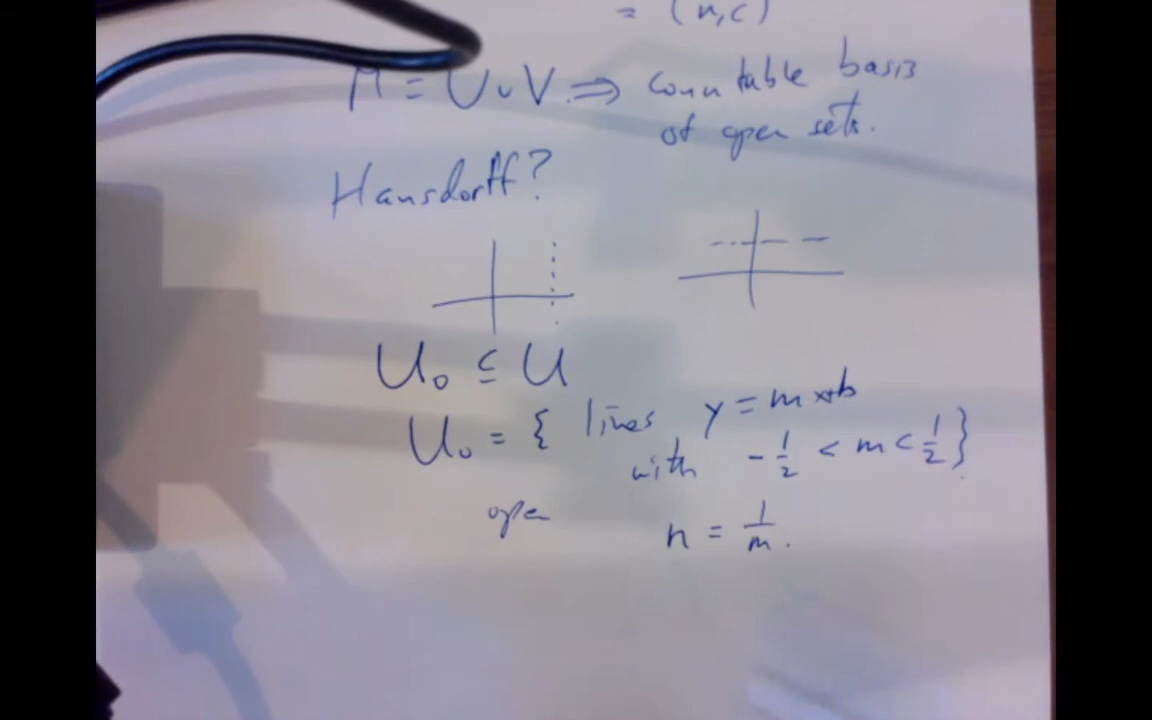 = (n,c)
M = U ∪ V. ⟹ countable basis
of open sets.
Hausdorff?
U₀ ⊆ U
U₀ = { lines y = mx+b
with -1/2 < m < 1/2 }
open n = 1/m.